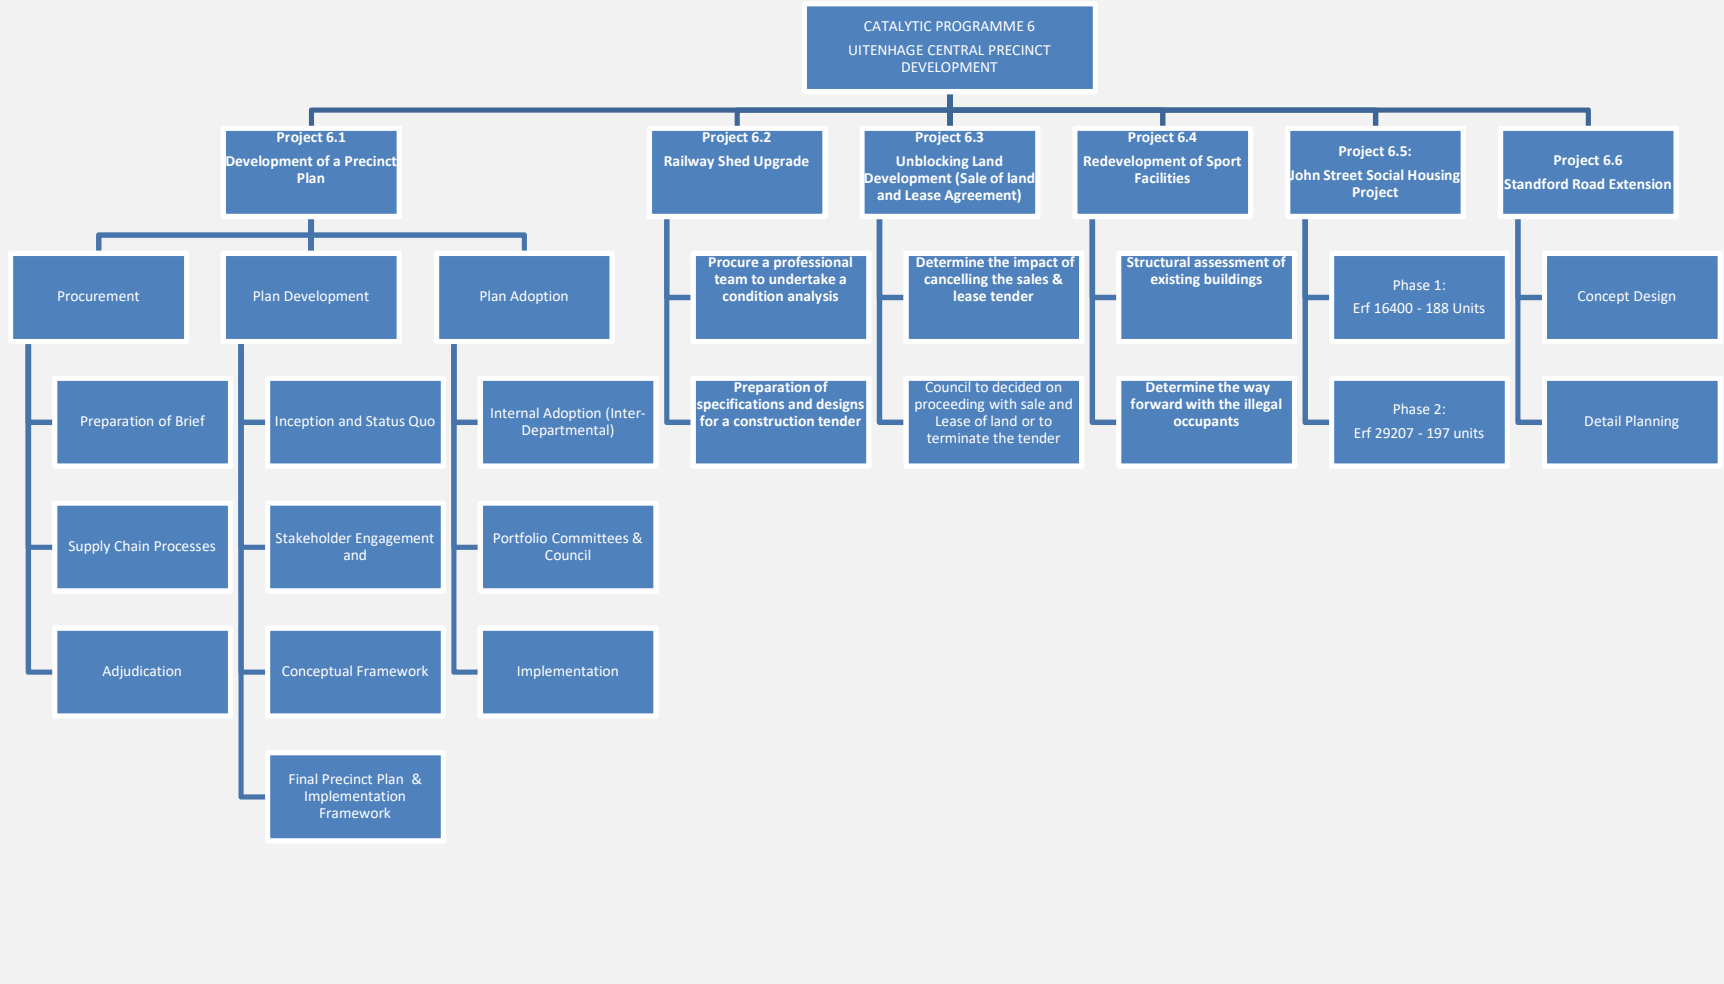 CATALYTIC PROGRAMME 6
UITENHAGE CENTRAL PRECINCT
DEVELOPMENT
Project 6.1
Development of a Precinct
Plan
Project 6.2
Railway Shed Upgrade
Project 6.3
Unblocking Land
Development (Sale of land
and Lease Agreement)
Project 6.4
Redevelopment of Sport
Facilities
Project 6.5:
John Street Social Housing
Project
Project 6.6
Standford Road Extension
Procurement
Plan Development
Plan Adoption
Procure a professional
team to undertake a
condition analysis
Determine the impact of
cancelling the sales &
lease tender
Structural assessment of
existing buildings
Phase 1:
Erf 16400 - 188 Units
Concept Design
Preparation of Brief
Inception and Status Quo
Internal Adoption (Inter-
Departmental)
Preparation of
specifications and designs
for a construction tender
Council to decided on
proceeding with sale and
Lease of land or to
terminate the tender
Determine the way
forward with the illegal
occupants
Phase 2:
Erf 29207 - 197 units
Detail Planning
Supply Chain Processes
Stakeholder Engagement
and
Portfolio Committees &
Council
Adjudication
Conceptual Framework
Implementation
Final Precinct Plan  &
Implementation
Framework